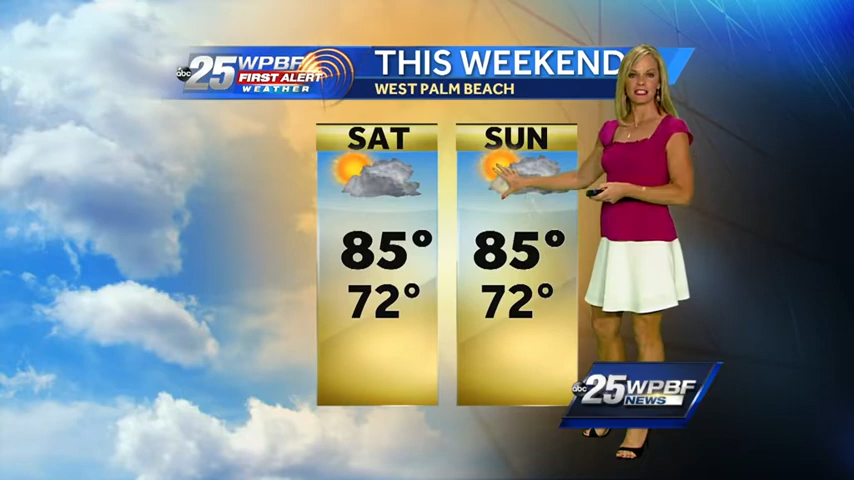 abc 25 WPBF
FIRST ALERT
WEATHER
THIS WEEKEND
WEST PALM BEACH
SAT
SUN
85°
85°
72°
72°
abc 25 WPBF
NEWS